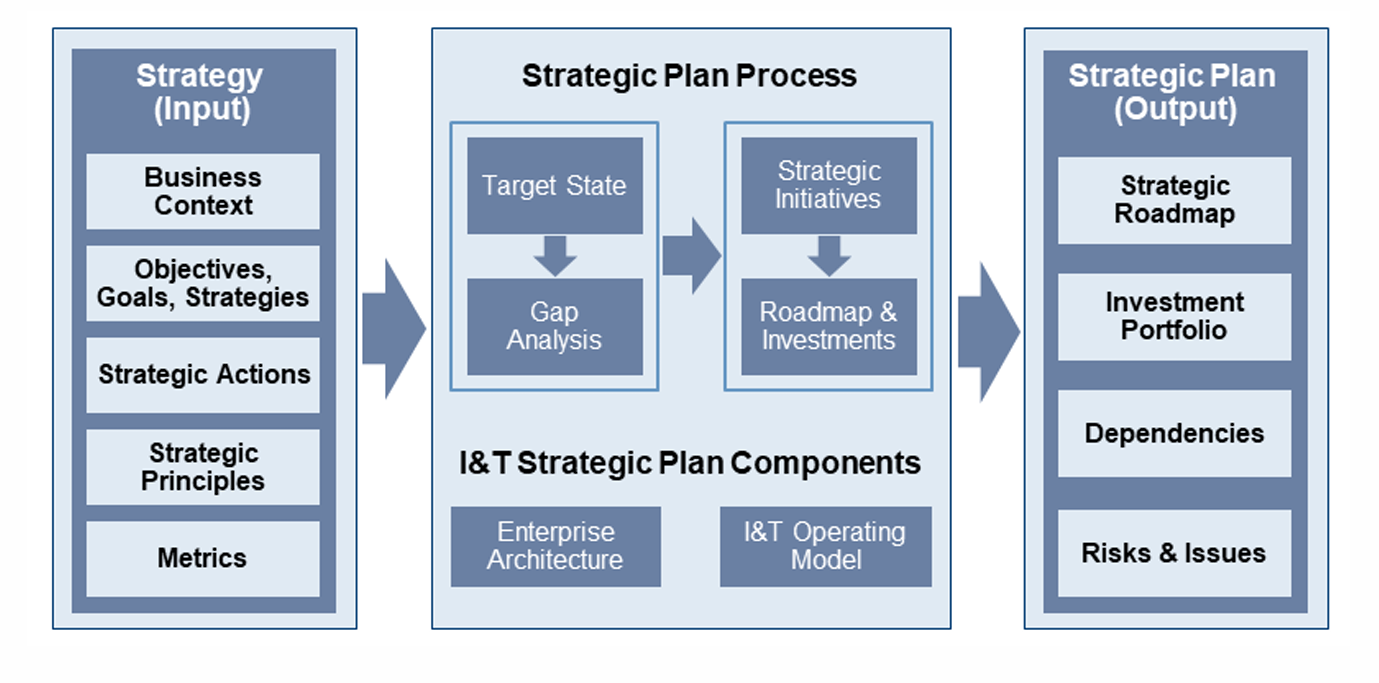 Strategy
(Input)
Business
Context
Objectives,
Goals, Strategies
Strategic Actions
Strategic
Principles
Metrics
Strategic Plan Process
Target State
Gap
Analysis
Strategic
Initiatives
Roadmap &
Investments
I&T Strategic Plan Components
Enterprise
Architecture
I&T Operating
Model
Strategic Plan
(Output)
Strategic
Roadmap
Investment
Portfolio
Dependencies
Risks & Issues